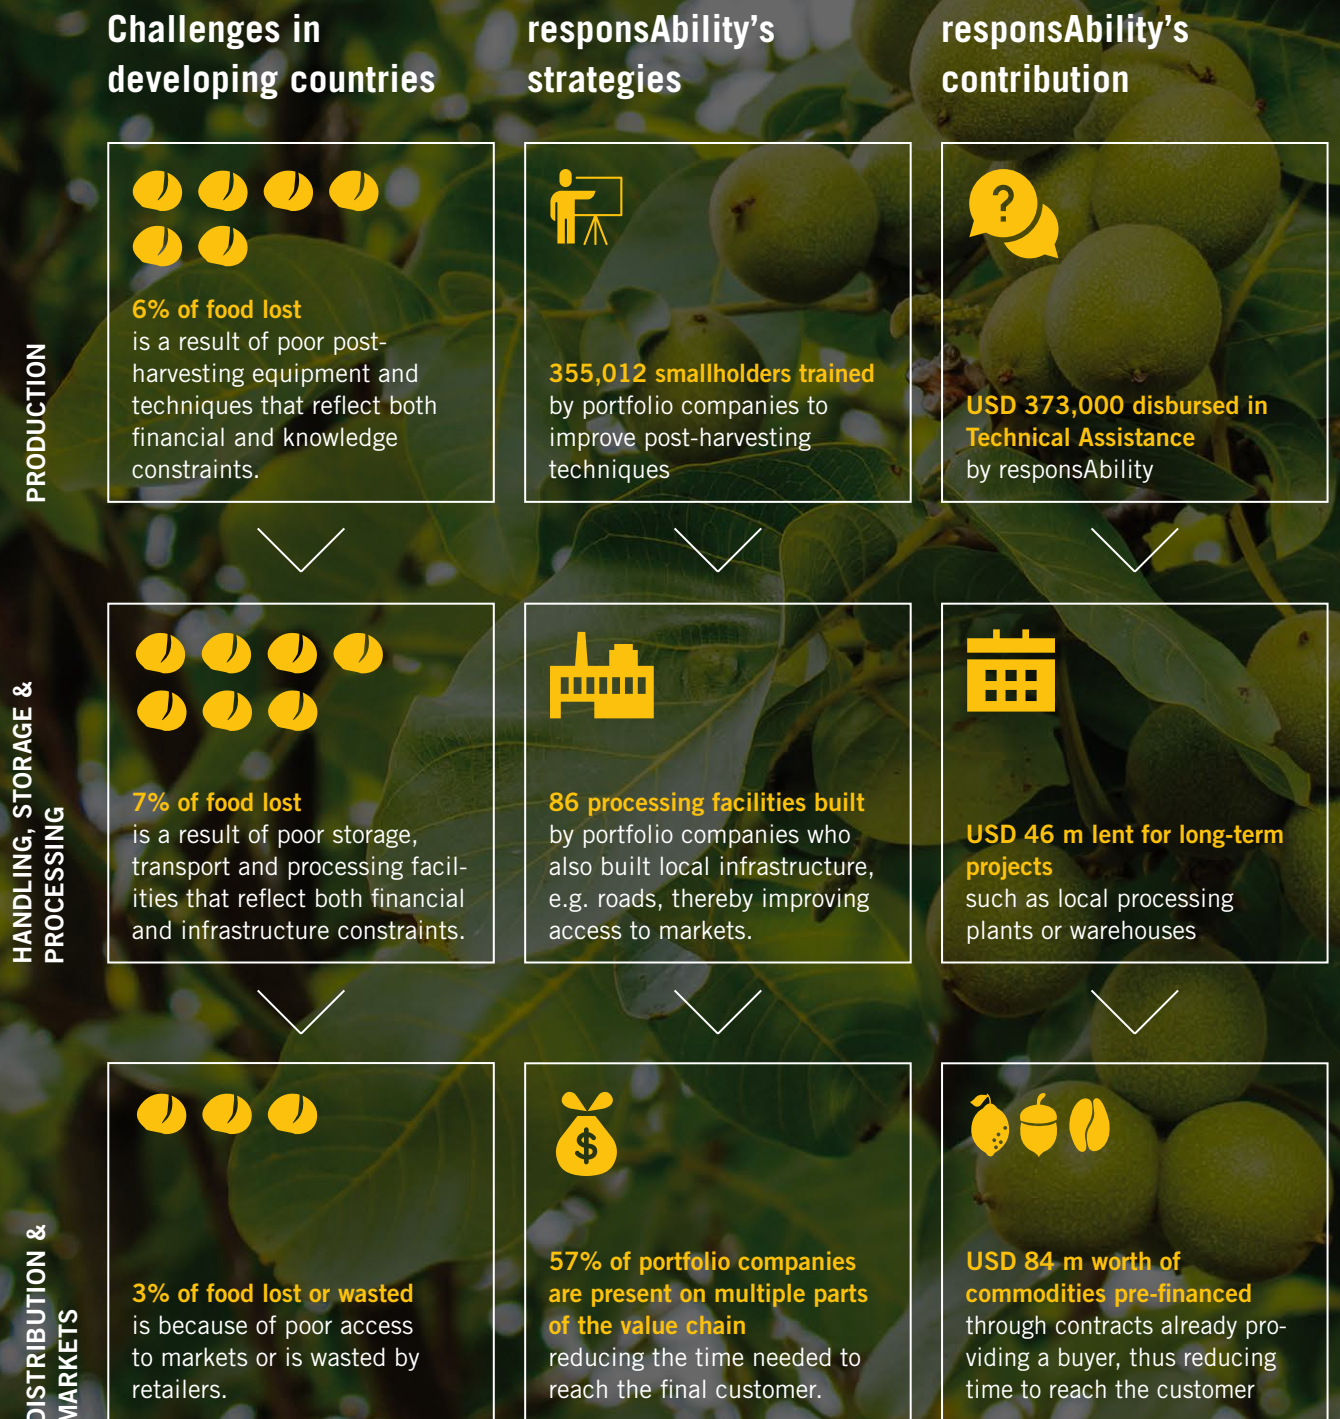 Challenges in
developing countries
responsAbility's
strategies
responsAbility's
contribution
PRODUCTION
6% of food lost
is a result of poor post-
harvesting equipment and
techniques that reflect both
financial and knowledge
constraints.
355,012 smallholders trained
by portfolio companies to
improve post-harvesting
techniques
?
USD 373,000 disbursed in
Technical Assistance
by responsAbility
HANDLING, STORAGE &
PROCESSING
7% of food lost
is a result of poor storage,
transport and processing facil-
ities that reflect both financial
and infrastructure constraints.
86 processing facilities built
by portfolio companies who
also built local infrastructure,
e.g. roads, thereby improving
access to markets.
USD 46 m lent for long-term
projects
such as local processing
plants or warehouses
DISTRIBUTION &
MARKETS
3% of food lost or wasted
is because of poor access
to markets or is wasted by
retailers.
$
57% of portfolio companies
are present on multiple parts
of the value chain
reducing the time needed to
reach the final customer.
USD 84 m worth of
commodities pre-financed
through contracts already pro-
viding a buyer, thus reducing
time to reach the customer